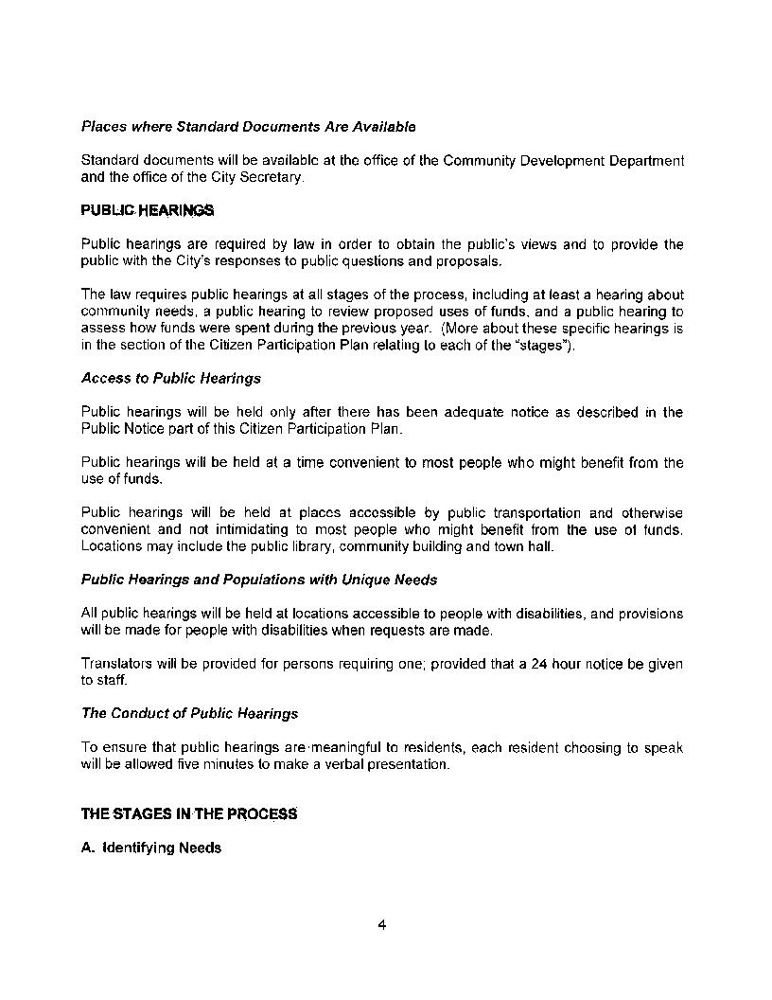 Places where Standard Documents Are Available
Standard documents will be available at the office of the Community Development Department
and the office of the City Secretary.
PUBLIC HEARINGS
Public hearings are required by law in order to obtain the public's views and to provide the
public with the City's responses to public questions and proposals.
The law requires public hearings at all stages of the process, including at least a hearing about
community needs, a public hearing to review proposed uses of funds, and a public hearing to
assess how funds were spent during the previous year. (More about these specific hearings is
in the section of the Citizen Participation Plan relating to each of the "stages").
Access to Public Hearings
Public hearings will be held only after there has been adequate notice as described in the
Public Notice part of this Citizen Participation Plan.
Public hearings will be held at a time convenient to most people who might benefit from the
use of funds.
Public hearings will be held at places accessible by public transportation and otherwise
convenient and not intimidating to most people who might benefit from the use of funds.
Locations may include the public library, community building and town hall.
Public Hearings and Populations with Unique Needs
All public hearings will be held at locations accessible to people with disabilities, and provisions
will be made for people with disabilities when requests are made.
Translators will be provided for persons requiring one; provided that a 24 hour notice be given
to staff.
The Conduct of Public Hearings
To ensure that public hearings are meaningful to residents, each resident choosing to speak
will be allowed five minutes to make a verbal presentation.
THE STAGES IN THE PROCESS
A. Identifying Needs
4